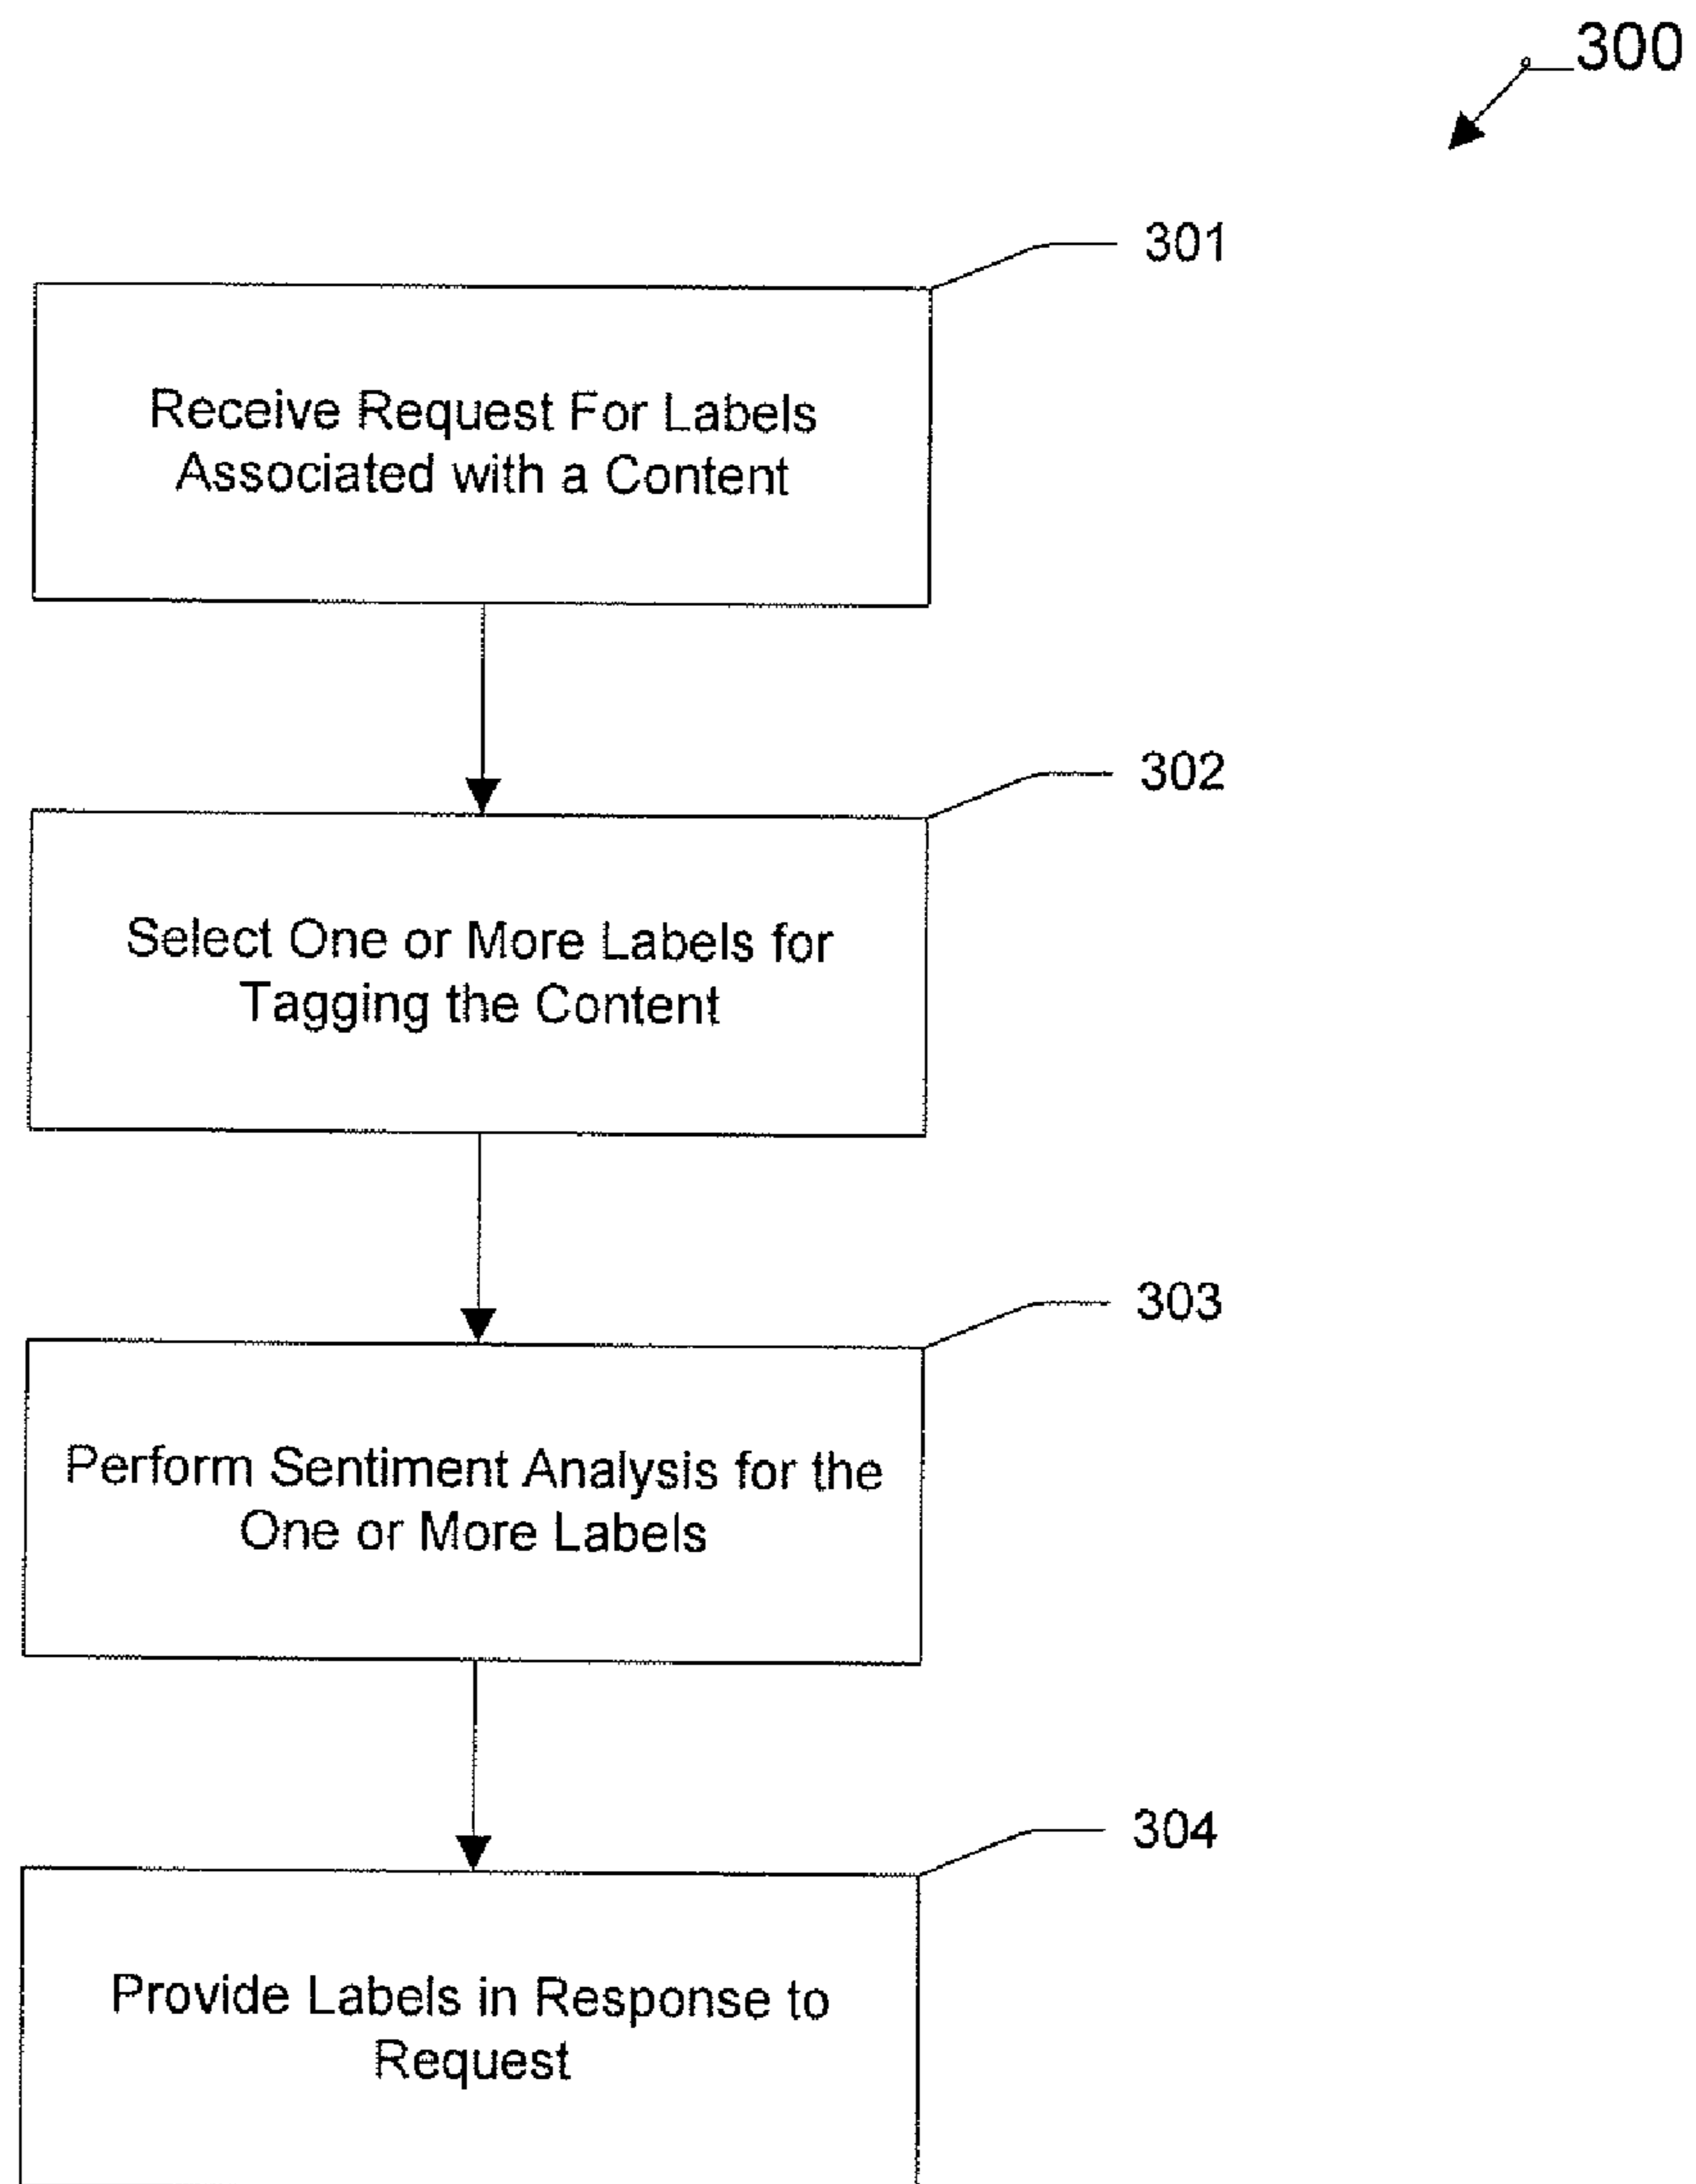 300
301
Receive Request For Labels
Associated with a Content
302
Select One or More Labels for
Tagging the Content
303
Perform Sentiment Analysis for the
One or More Labels
304
Provide Labels in Response to
Request